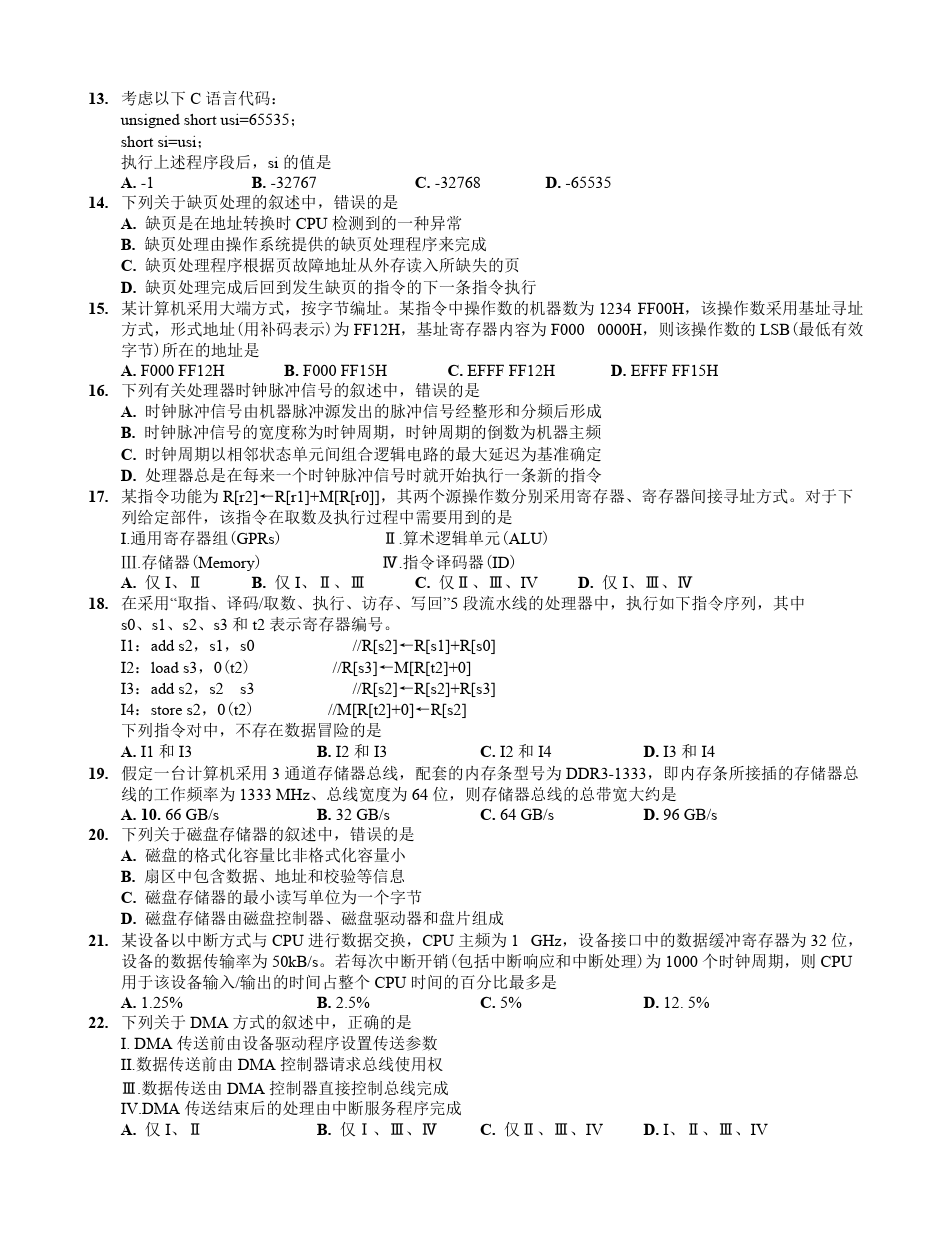 13. 考虑以下 C 语言代码：
unsigned short usi=65535；
short si=usi；
执行上述程序段后，si 的值是
A. -1 B. -32767 C. -32768 D. -65535
14. 下列关于缺页处理的叙述中，错误的是
A. 缺页是在地址转换时 CPU 检测到的一种异常
B. 缺页处理由操作系统提供的缺页处理程序来完成
C. 缺页处理程序根据页故障地址从外存读入所缺失的页
D. 缺页处理完成后回到发生缺页的指令的下一条指令执行
15. 某计算机采用大端方式，按字节编址。某指令中操作数的机器数为 1234 FF00H，该操作数采用基址寻址
方式，形式地址(用补码表示)为 FF12H，基址寄存器内容为 F000 0000H，则该操作数的 LSB(最低有效
字节)所在的地址是
A. F000 FF12H B. F000 FF15H C. EFFF FF12H D. EFFF FF15H
16. 下列有关处理器时钟脉冲信号的叙述中，错误的是
A. 时钟脉冲信号由机器脉冲源发出的脉冲信号经整形和分频后形成
B. 时钟脉冲信号的宽度称为时钟周期，时钟周期的倒数为机器主频
C. 时钟周期以相邻状态单元间组合逻辑电路的最大延迟为基准确定
D. 处理器总是在每来一个时钟脉冲信号时就开始执行一条新的指令
17. 某指令功能为 R[r2]←R[r1]+M[R[r0]]，其两个源操作数分别采用寄存器、寄存器间接寻址方式。对于下
列给定部件，该指令在取数及执行过程中需要用到的是
I.通用寄存器组(GPRs) Ⅱ.算术逻辑单元(ALU)
Ⅲ.存储器(Memory) Ⅳ.指令译码器(ID)
A. 仅 I、Ⅱ B. 仅 I、Ⅱ、Ⅲ C. 仅Ⅱ、Ⅲ、IV D. 仅 I、Ⅲ、Ⅳ
18. 在采用“取指、译码/取数、执行、访存、写回”5 段流水线的处理器中，执行如下指令序列，其中
s0、s1、s2、s3 和 t2 表示寄存器编号。
I1：add s2，s1，s0 //R[s2]←R[s1]+R[s0]
I2：load s3，0(t2) //R[s3]←M[R[t2]+0]
I3：add s2，s2 s3 //R[s2]←R[s2]+R[s3]
I4：store s2，0(t2) //M[R[t2]+0]←R[s2]
下列指令对中，不存在数据冒险的是
A. I1 和 I3 B. I2 和 I3 C. I2 和 I4 D. I3 和 I4
19. 假定一台计算机采用 3 通道存储器总线，配套的内存条型号为 DDR3-1333，即内存条所接插的存储器总
线的工作频率为 1333 MHz、总线宽度为 64 位，则存储器总线的总带宽大约是
A. 10. 66 GB/s B. 32 GB/s C. 64 GB/s D. 96 GB/s
20. 下列关于磁盘存储器的叙述中，错误的是
A. 磁盘的格式化容量比非格式化容量小
B. 扇区中包含数据、地址和校验等信息
C. 磁盘存储器的最小读写单位为一个字节
D. 磁盘存储器由磁盘控制器、磁盘驱动器和盘片组成
21. 某设备以中断方式与 CPU 进行数据交换，CPU 主频为 1 GHz，设备接口中的数据缓冲寄存器为 32 位，
设备的数据传输率为 50kB/s。若每次中断开销(包括中断响应和中断处理)为 1000 个时钟周期，则 CPU
用于该设备输入/输出的时间占整个 CPU 时间的百分比最多是
A. 1.25% B. 2.5% C. 5% D. 12. 5%
22. 下列关于 DMA 方式的叙述中，正确的是
I. DMA 传送前由设备驱动程序设置传送参数
II.数据传送前由 DMA 控制器请求总线使用权
Ⅲ.数据传送由 DMA 控制器直接控制总线完成
IV.DMA 传送结束后的处理由中断服务程序完成
A. 仅 I、Ⅱ B. 仅Ⅰ、Ⅲ、Ⅳ C. 仅Ⅱ、Ⅲ、IV D. I、Ⅱ、Ⅲ、IV